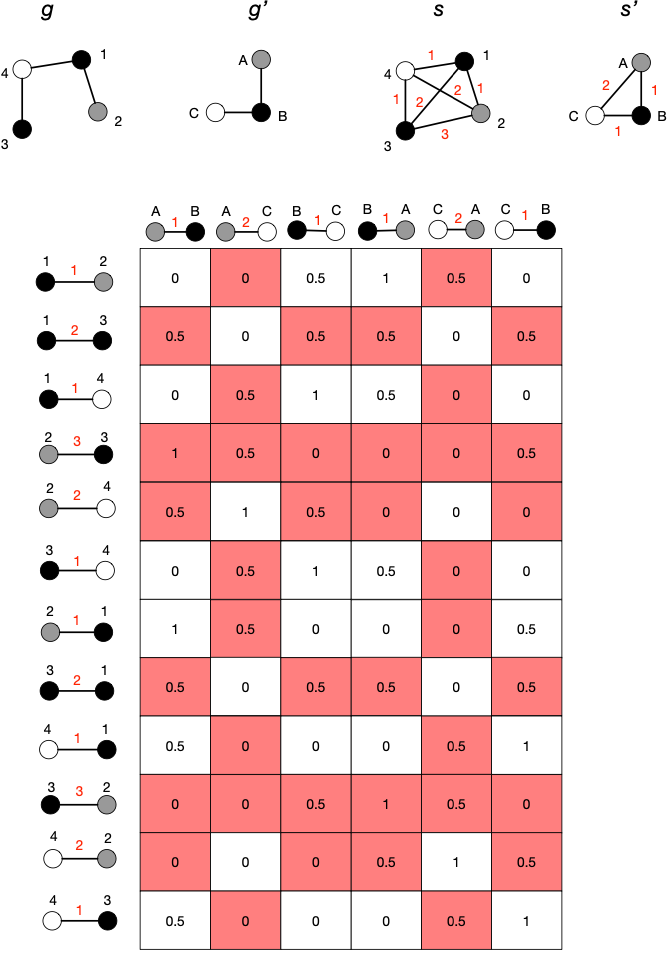 g g' s s'
4 1 2 3
A C B
4 1 1 1 2 2 1 3 3 2
A 2 1 C 1 B
A 1 B A 2 C B 1 C B 1 A C 2 A C 1 B
1 1 2 0 0 0.5 1 0.5 0
1 2 3 0.5 0 0.5 0.5 0 0.5
1 1 4 0 0.5 1 0.5 0 0
2 3 3 1 0.5 0 0 0 0.5
2 2 4 0.5 1 0.5 0 0 0
3 1 4 0 0.5 1 0.5 0 0
2 1 1 1 0.5 0 0 0 0.5
3 2 1 0.5 0 0.5 0.5 0 0.5
4 1 1 0.5 0 0 0 0.5 1
3 3 2 0 0 0.5 1 0.5 0
4 2 2 0 0 0 0.5 1 0.5
4 1 3 0.5 0 0 0 0.5 1